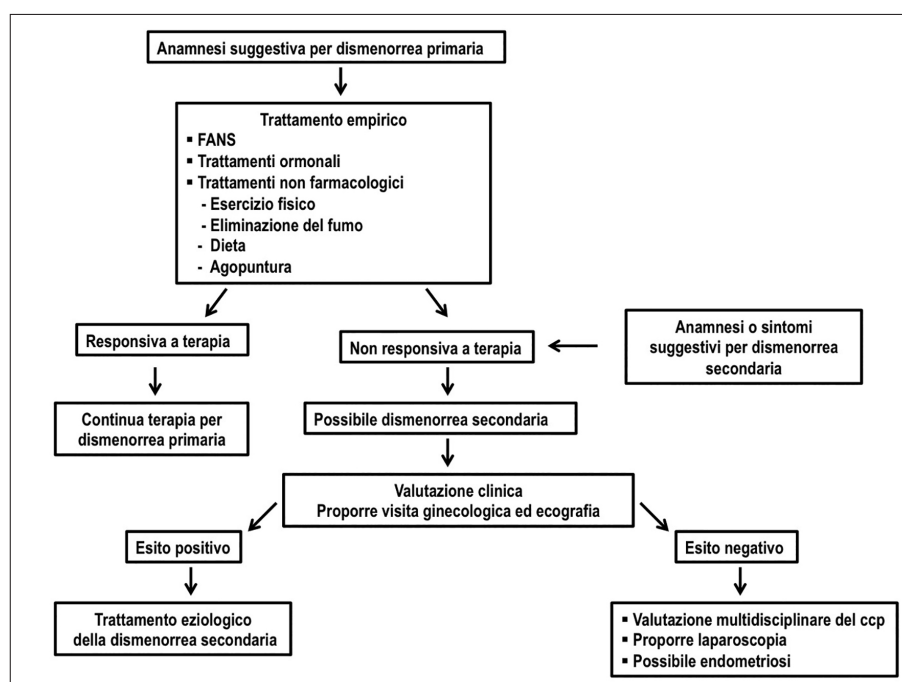 Anamnesi suggestiva per dismenorrea primaria
Trattamento empirico
▪ FANS
▪ Trattamenti ormonali
▪ Trattamenti non farmacologici
- Esercizio fisico
- Eliminazione del fumo
- Dieta
- Agopuntura
Responsiva a terapia
Non responsiva a terapia
Anamnesi o sintomi
suggestivi per dismenorrea
secondaria
Continua terapia per
dismenorrea primaria
Possibile dismenorrea secondaria
Valutazione clinica
Proporre visita ginecologica ed ecografia
Esito positivo
Esito negativo
Trattamento eziologico
della dismenorrea secondaria
▪ Valutazione multidisciplinare del ccp
▪ Proporre laparoscopia
▪ Possibile endometriosi